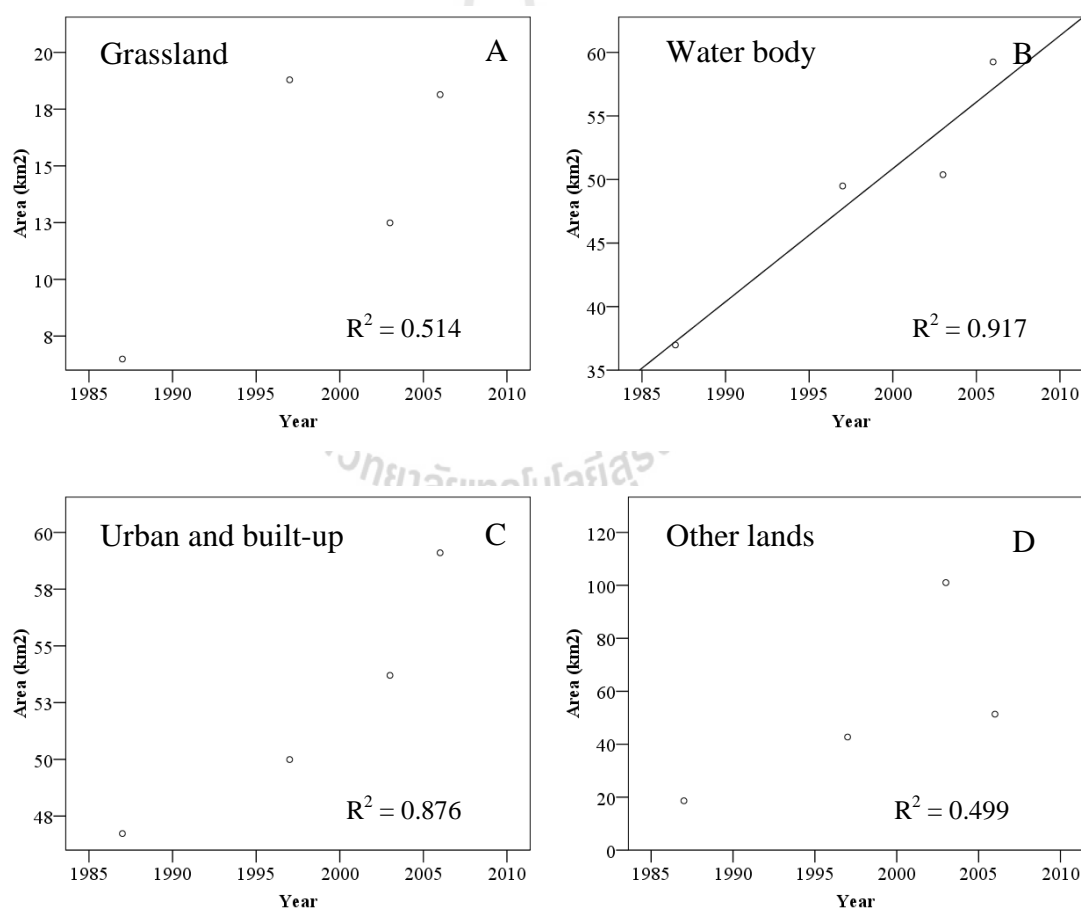 Grassland A
20
18
15
13
10
8
Area (km2)
R² = 0.514
1985 1990 1995 2000 2005 2010
Year
Water body B
60
55
50
45
40
35
Area (km2)
R² = 0.917
1985 1990 1995 2000 2005 2010
Year
Urban and built-up C
60
58
55
53
50
48
Area (km2)
R² = 0.876
1985 1990 1995 2000 2005 2010
Year
Other lands D
120
100
80
60
40
20
0
Area (km2)
R² = 0.499
1985 1990 1995 2000 2005 2010
Year